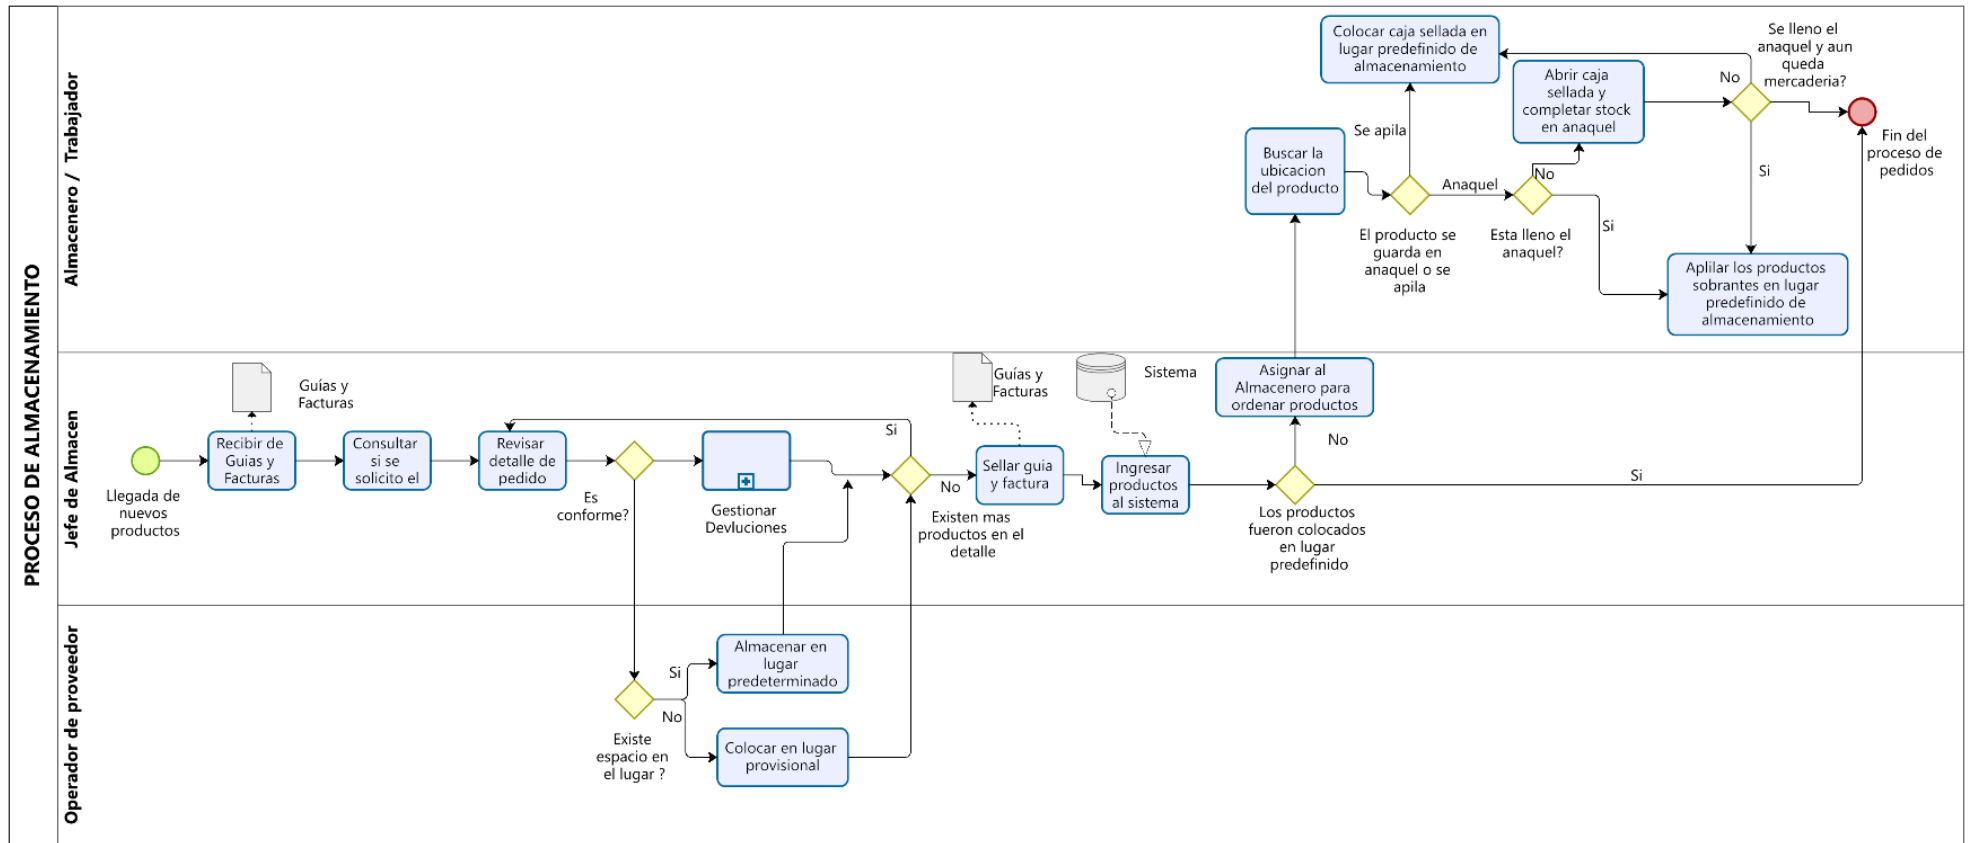 PROCESO DE ALMACENAMIENTO
Almacenero / Trabajador
Colocar caja sellada en
lugar predefinido de
almacenamiento
Se lleno el
anaquel y aun
queda
mercaderia?
Abrir caja
sellada y
completar stock
en anaquel
No
Se apila
Buscar la
ubicacion
del producto
Fin del
proceso de
pedidos
Anaquel
No
Si
Si
El producto se
guarda en
anaquel o se
apila
Esta lleno el
anaquel?
Aplilar los productos
sobrantes en lugar
predefinido de
almacenamiento
Jefe de Almacen
Guías y
Facturas
Recibir de
Guias y
Facturas
Consultar
si se
solicito el
Revisar
detalle de
pedido
Llegada de
nuevos
productos
Es
conforme?
Gestionar
Devluciones
Si
No
Existen mas
productos en el
detalle
Guías y
Facturas
Sellar guia
y factura
Sistema
Ingresar
productos
al sistema
Asignar al
Almacenero para
ordenar productos
No
Si
Los productos
fueron colocados
en lugar
predefinido
Operador de proveedor
Almacenar en
lugar
predeterminado
Si
No
Existe
espacio en
el lugar ?
Colocar en lugar
provisional